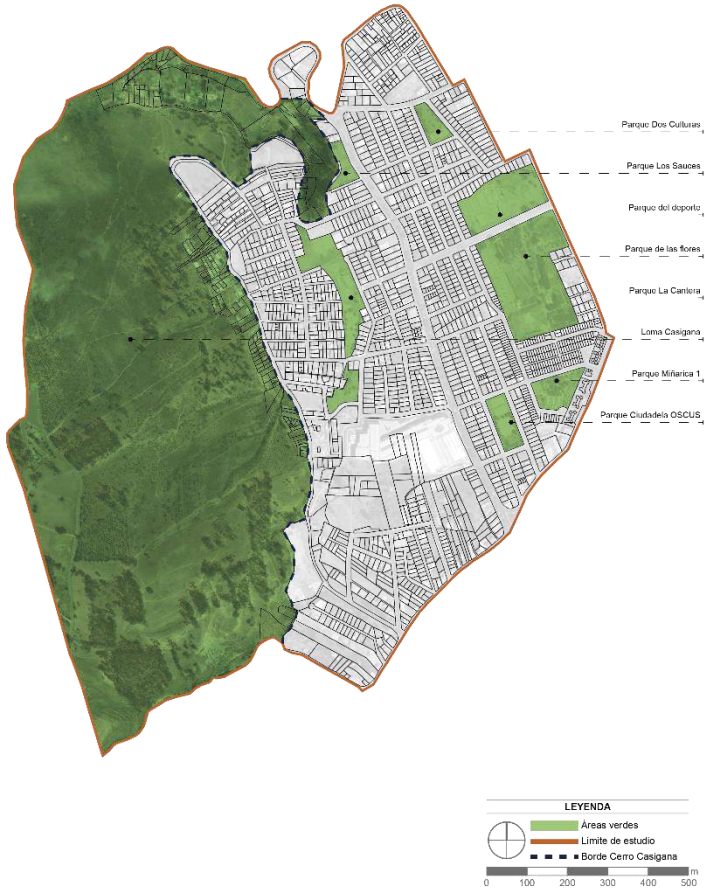 Parque Dos Culturas
Parque Los Sauces
Parque del deporte
Parque de las flores
Parque La Cantera
Loma Casigana
Parque Miñarica 1
Parque Ciudadela OSCUS
LEYENDA
Áreas verdes
Límite de estudio
Borde Cerro Casigana
m
0 100 200 300 400 500